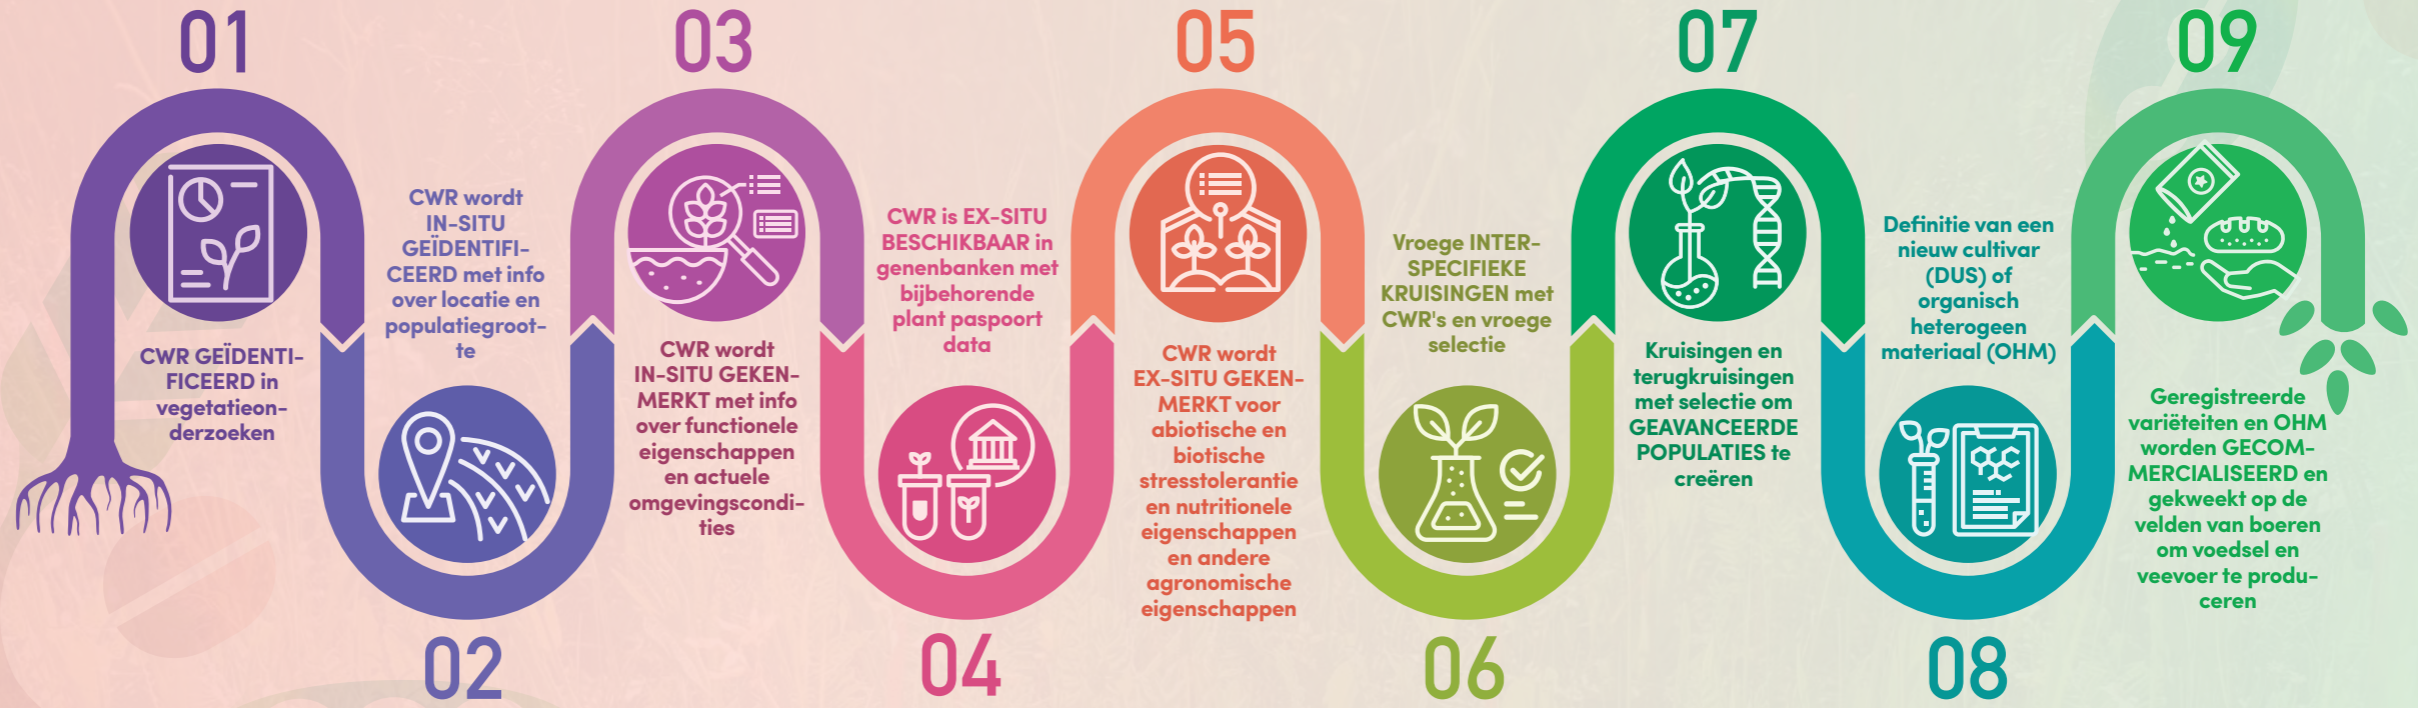 01
CWR GEÏDENTI-
FICEERD in
vegetatieon-
derzoeken
CWR wordt
IN-SITU
GEÏDENTIFI-
CEERD met info
over locatie en
populatiegroot-
te
02
03
CWR wordt
IN-SITU GEKEN-
MERKT met info
over functionele
eigenschappen
en actuele
omgevingscondi-
ties
CWR is EX-SITU
BESCHIKBAAR in
genenbanken met
bijbehorende
plant paspoort
data
04
05
CWR wordt
EX-SITU GEKEN-
MERKT voor
abiotische en
biotische
stresstolerantie
en nutritionele
eigenschappen
en andere
agronomische
eigenschappen
Vroege INTER-
SPECIFIEKE
KRUISINGEN met
CWR's en vroege
selectie
06
07
Kruisingen en
terugkruisingen
met selectie om
GEAVANCEERDE
POPULATIES te
creëren
Definitie van een
nieuw cultivar
(DUS) of
organisch
heterogeen
materiaal (OHM)
08
09
Geregistreerde
variëteiten en OHM
worden GECOM-
MERCIALISEERD en
gekweekt op de
velden van boeren
om voedsel en
veevoer te produ-
ceren